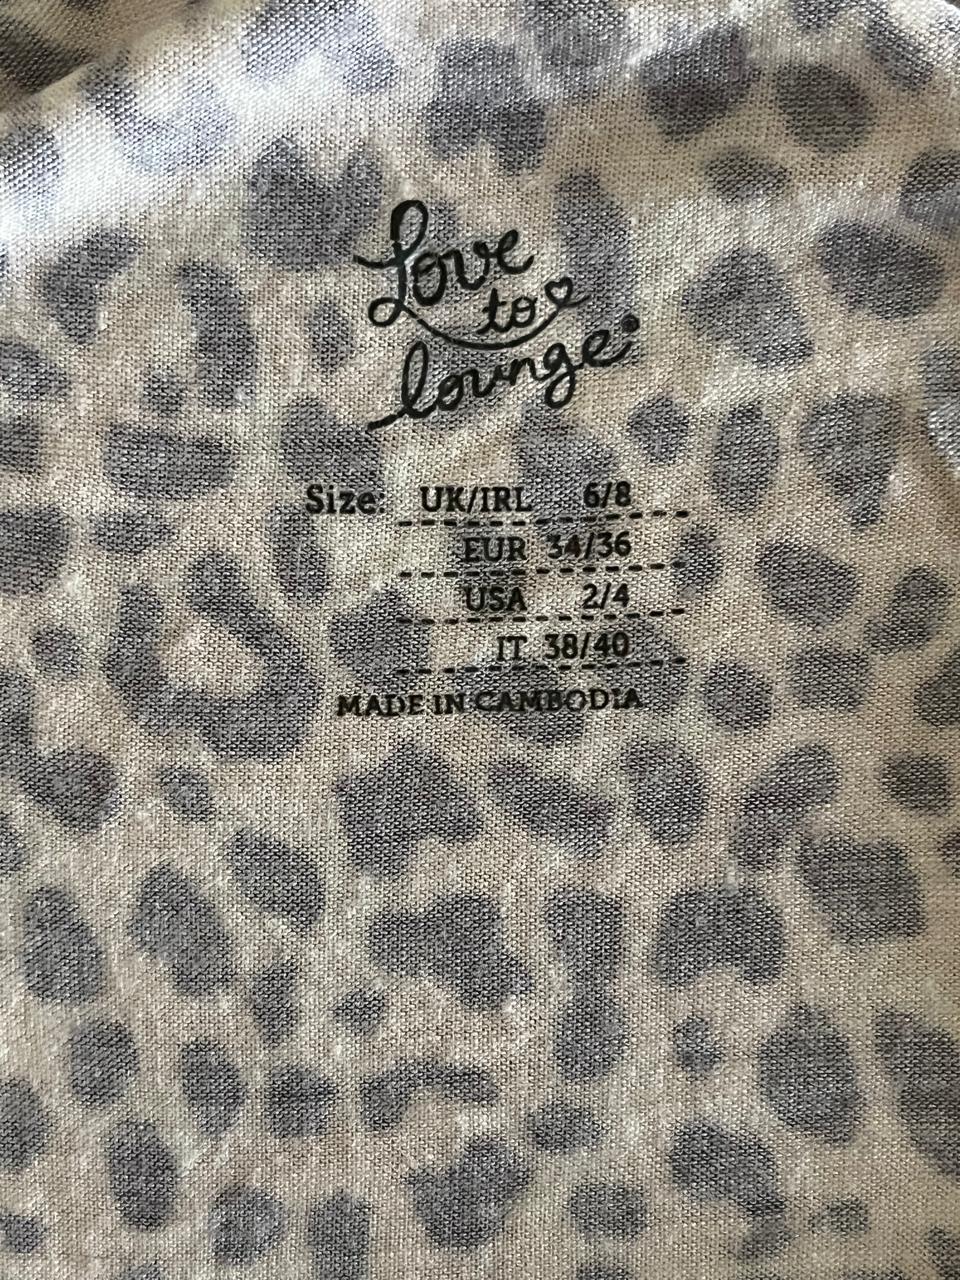 Love
to
lounge
Size: UK/IRL 6/8
EUR 34/36
USA 2/4
IT 38/40
MADE IN CAMBODIA